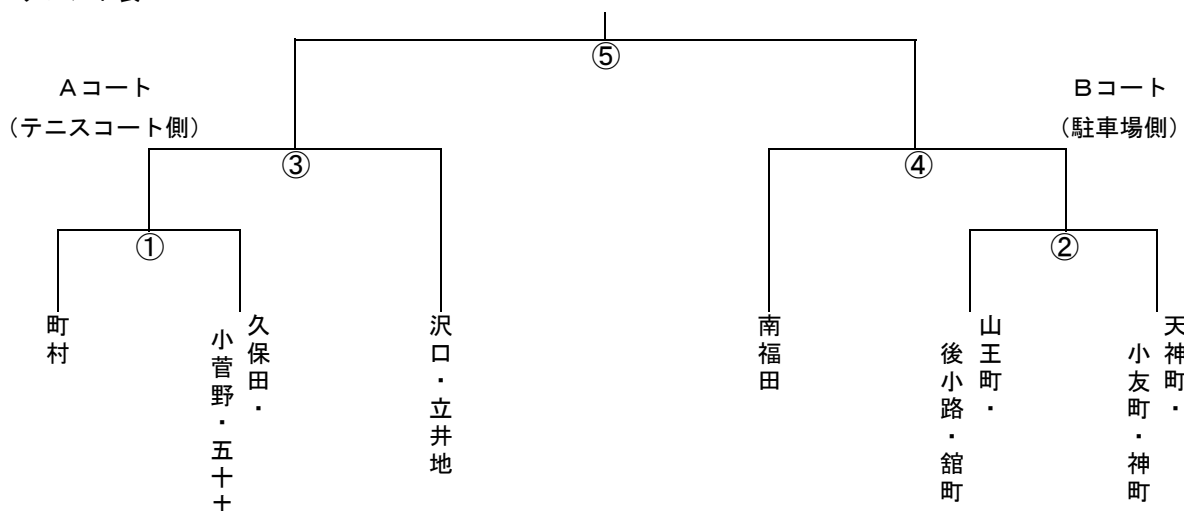 ⑤
Aコート
(テニスコート側)
Bコート
(駐車場側)
③
④
①
②
町村
久保田・
小菅野・五十土
沢口・立井地
南福田
山王町・
後小路・舘町
天神町・
小友町・神町